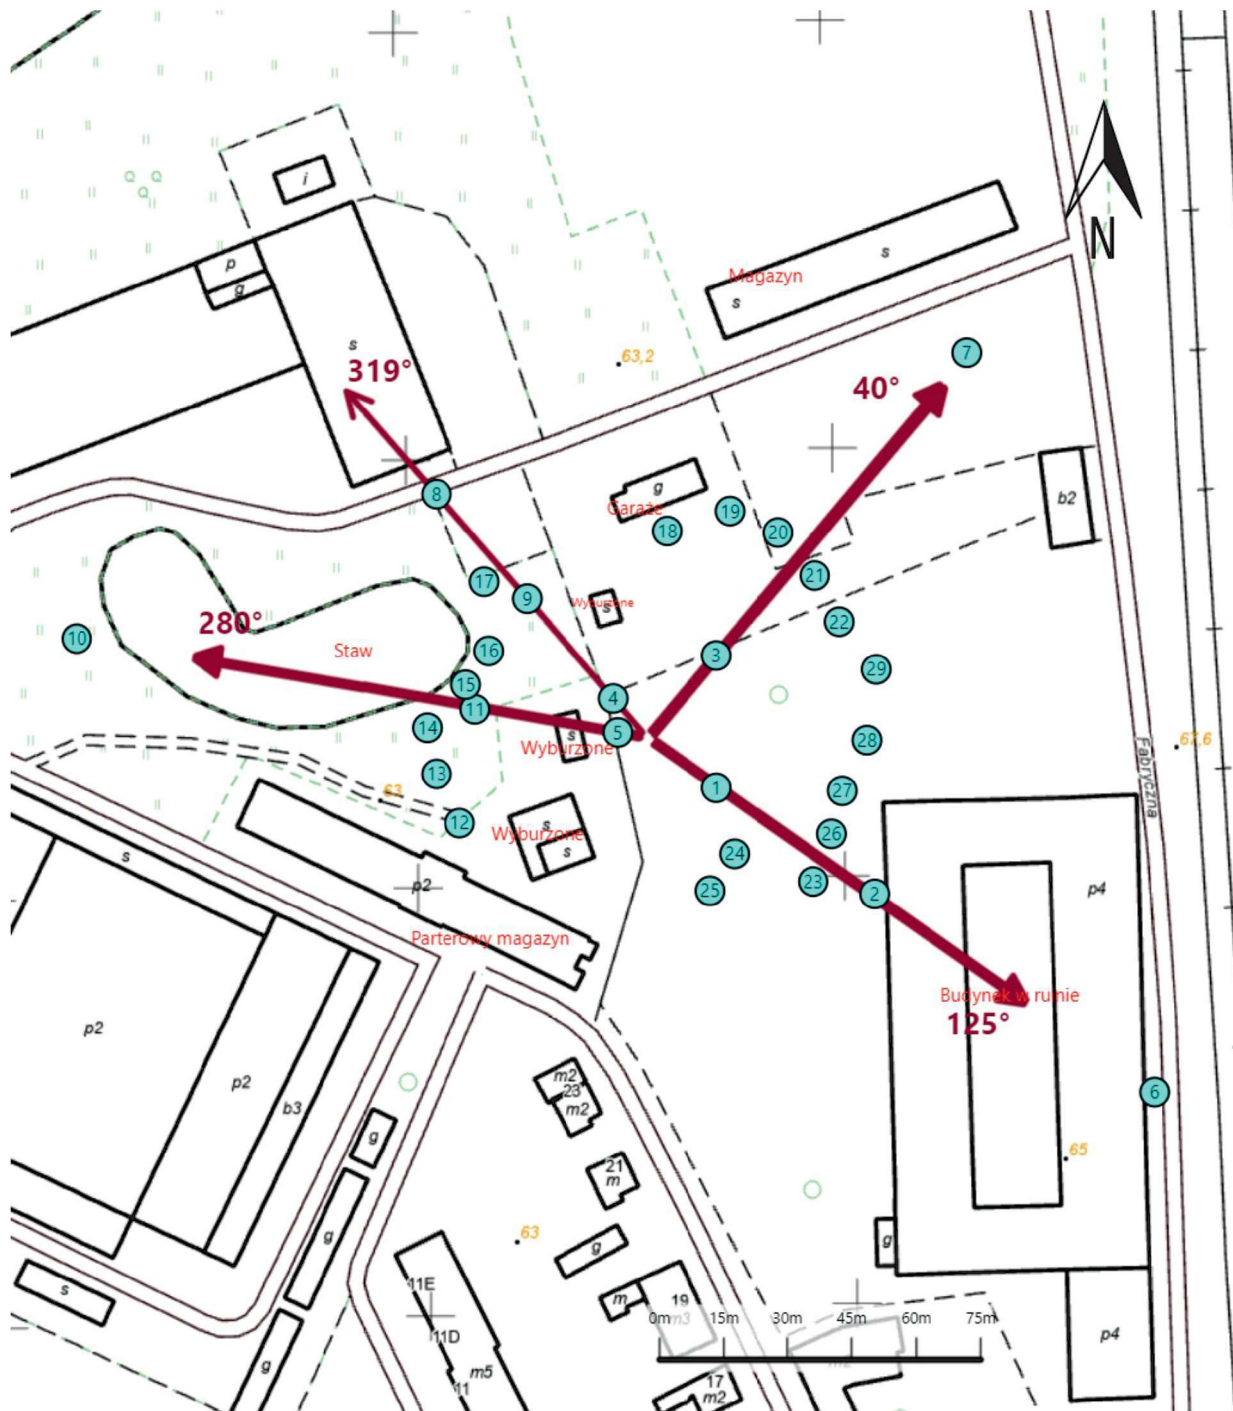 i
N
p
g
s
Magazyn
s
s
63,2
319°
7
40°
8
g
Garaże
b2
18
19
20
17
9
21
Wyburzone
s
22
280°
10
Staw
16
3
29
15
4
11
14
s
5
Wyburzone
28
67,6
Fabryczna
13
63
1
27
12
s
Wyburzone
s
26
24
s
p2
25
23
2
p4
Parterowy magazyn
Budynek w ruinie
125°
p2
p2
b3
m2
23
m2
6
g
65
21
m
g
63
g
g
11E
s
m
19
m3
0m 15m 30m 45m 75m
60m
11D
p4
g
m5
11
17
m2